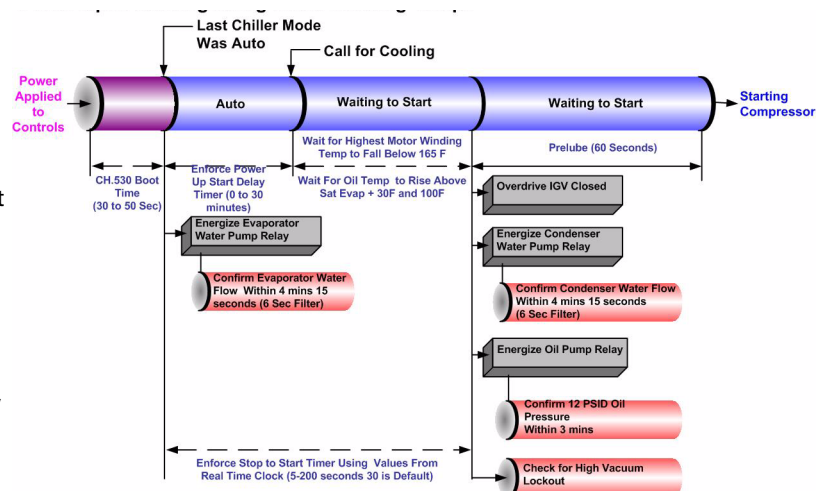 Last Chiller Mode
Was Auto
Call for Cooling
Power
Applied
to
Controls
Auto
Waiting to Start
Waiting to Start
Starting
Compressor
CH.530 Boot
Time
(30 to 50 Sec)
Enforce Power
Up Start Delay
Timer (0 to 30
minutes)
Wait for Highest Motor Winding
Temp to Fall Below 165 F
Wait For Oil Temp to Rise Above
Sat Evap + 30F and 100F
Prelube (60 Seconds)
Overdrive IGV Closed
Energize Evaporator
Water Pump Relay
Confirm Evaporator Water
Flow Within 4 mins 15
seconds (6 Sec Filter)
Energize Condenser
Water Pump Relay
Confirm Condenser Water Flow
Within 4 mins 15 seconds
(6 Sec Filter)
Energize Oil Pump Relay
Confirm 12 PSID Oil
Pressure
Within 3 mins
Enforce Stop to Start Timer Using Values From
Real Time Clock (5-200 seconds 30 is Default)
Check for High Vacuum
Lockout